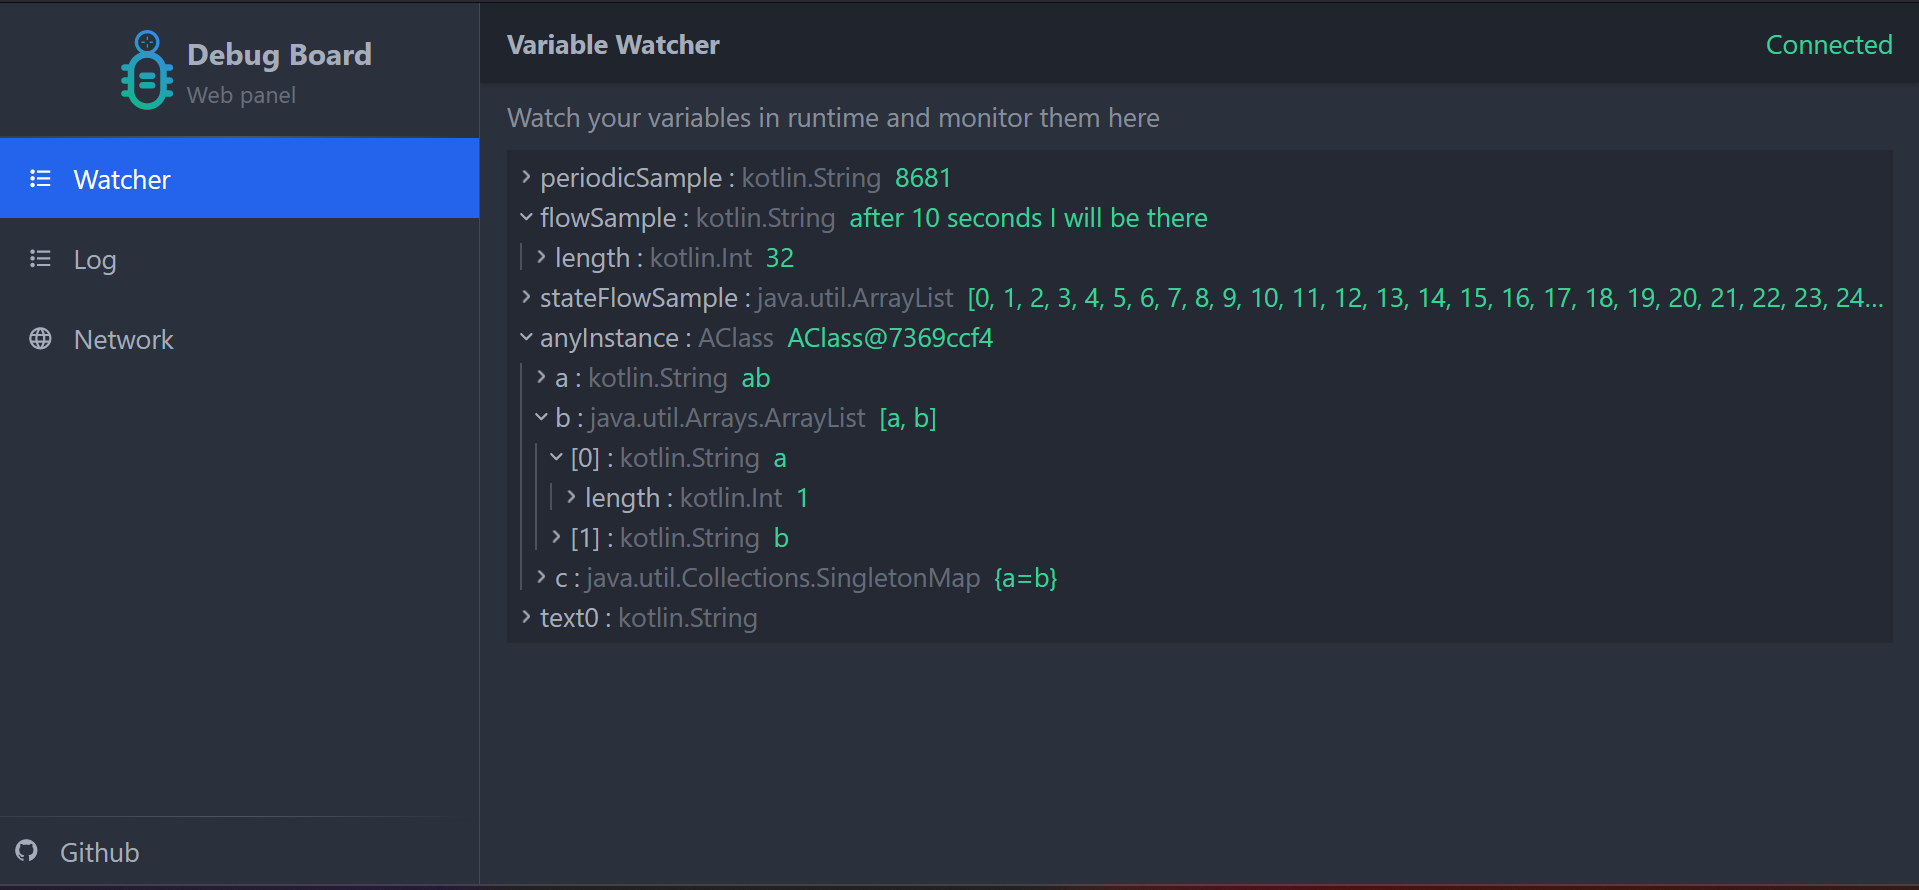 Debug Board
Web panel
Watcher
Log
Network
Github
Variable Watcher
Connected
Watch your variables in runtime and monitor them here
periodicSample : kotlin.String 8681
flowSample : kotlin.String after 10 seconds I will be there
length : kotlin.Int 32
stateFlowSample : java.util.ArrayList [0, 1, 2, 3, 4, 5, 6, 7, 8, 9, 10, 11, 12, 13, 14, 15, 16, 17, 18, 19, 20, 21, 22, 23, 24...
anyInstance : AClass AClass@7369ccf4
a : kotlin.String ab
b : java.util.Arrays.ArrayList [a, b]
[0] : kotlin.String a
length : kotlin.Int 1
[1] : kotlin.String b
c : java.util.Collections.SingletonMap {a=b}
text0 : kotlin.String